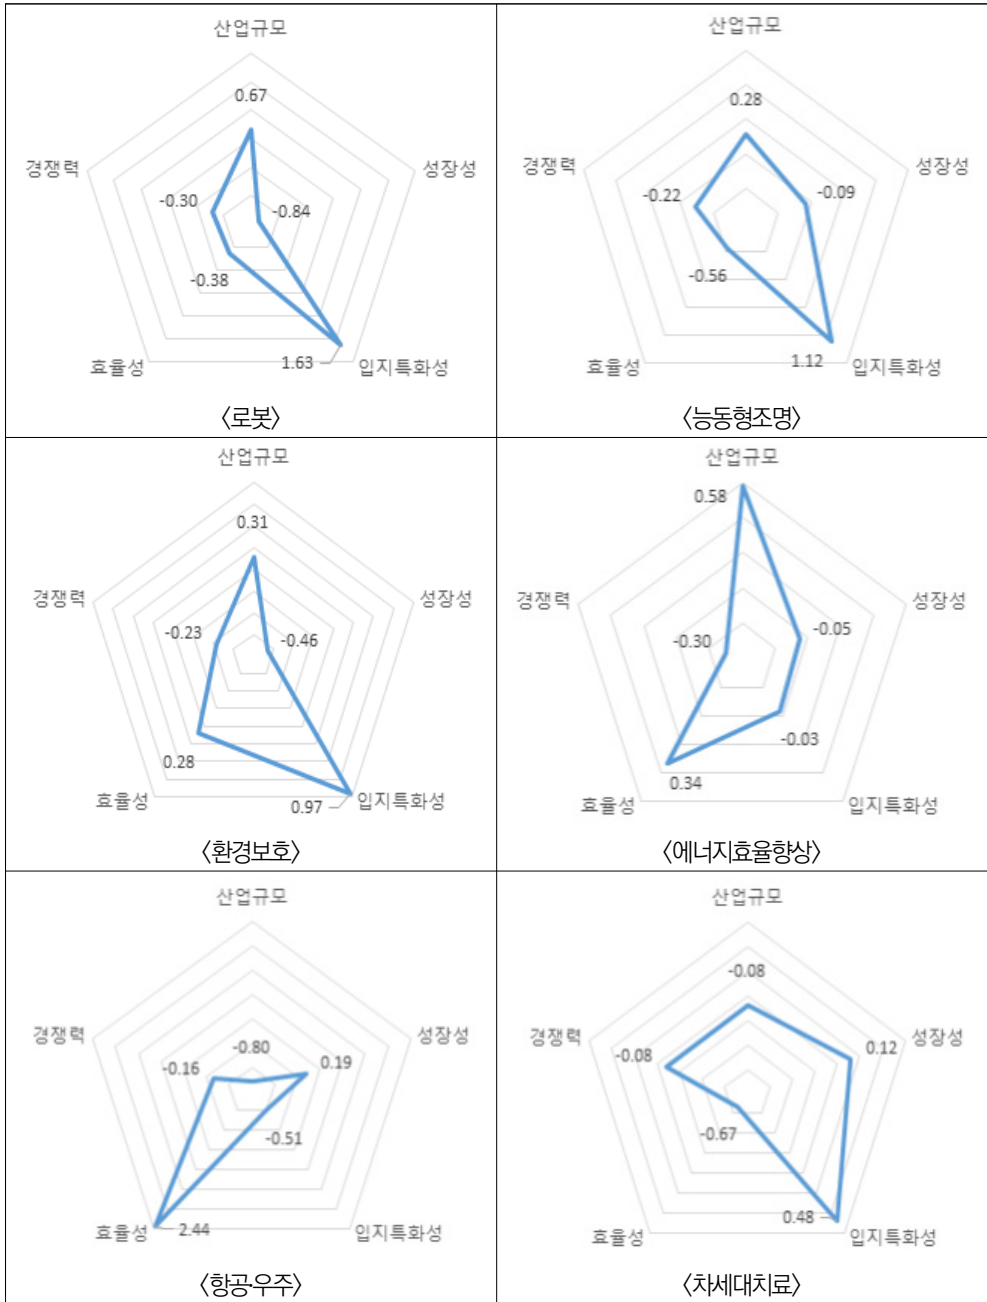 산업규모
0.67
경쟁력
성장성
-0.30
-0.84
-0.38
효율성
1.63
입지특화성
〈로봇〉
산업규모
0.28
경쟁력
성장성
-0.22
-0.09
-0.56
효율성
1.12
입지특화성
〈능동형조명〉
산업규모
0.31
경쟁력
성장성
-0.23
-0.46
0.28
효율성
0.97
입지특화성
〈환경보호〉
산업규모
0.58
경쟁력
성장성
-0.30
-0.05
-0.03
0.34
효율성
입지특화성
〈에너지효율향상〉
산업규모
경쟁력
성장성
-0.80
-0.16
0.19
-0.51
효율성
2.44
입지특화성
〈항공·우주〉
산업규모
-0.08
경쟁력
성장성
-0.08
0.12
-0.67
0.48
효율성
입지특화성
〈차세대치료〉